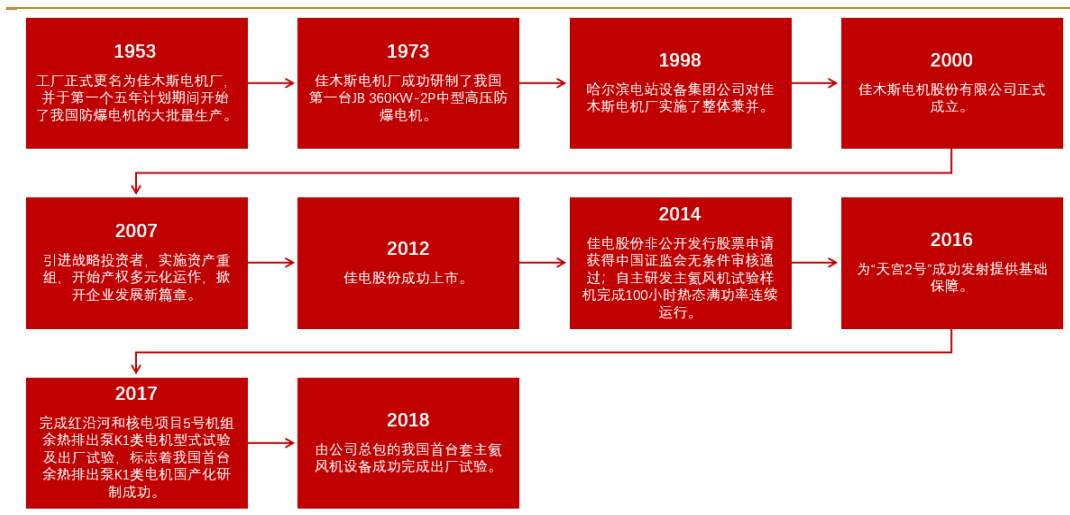 1953
工厂正式更名为佳木斯电机厂，
并于第一个五年计划期间开始
了我国防爆电机的大批量生产。
1973
佳木斯电机厂成功研制了我国
第一台JB 360KW-2P中型高压防
爆电机。
1998
哈尔滨电站设备集团公司对佳
木斯电机厂实施了整体兼并。
2000
佳木斯电机股份有限公司正式
成立。
2007
引进战略投资者，实施资产重
组，开始产权多元化运作，掀
开企业发展新篇章。
2012
佳电股份成功上市。
2014
佳电股份非公开发行股票申请
获得中国证监会无条件审核通
过；自主研发主氦风机试验样
机完成100小时热态满功率连续
运行。
2016
为“天宫2号”成功发射提供基础
保障。
2017
完成红沿河和核电项目5号机组
余热排出泵K1类电机型式试验
及出厂试验，标志着我国首台
余热排出泵K1类电机国产化研
制成功。
2018
由公司总包的我国首台套主氦
风机设备成功完成出厂试验。